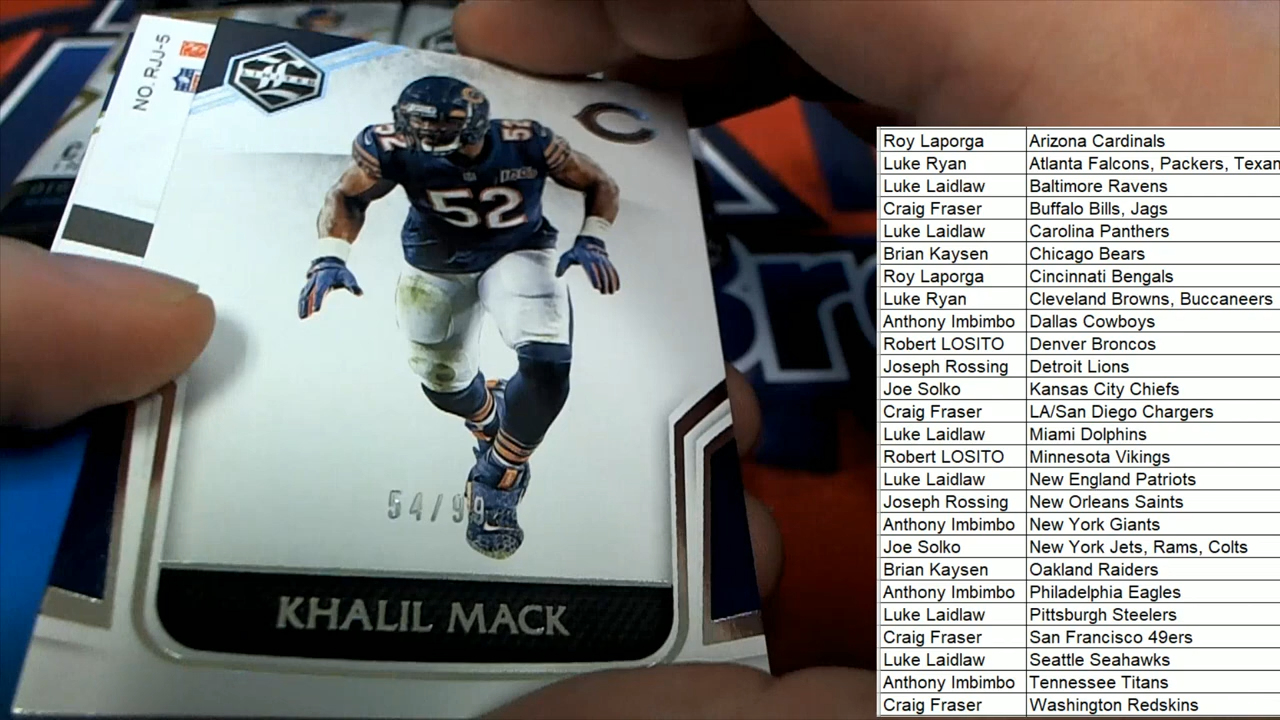 NO. RJJ-5
LIMITED
52
52
100
52
54/99
KHALIL MACK
Roy Laporga Arizona Cardinals
Luke Ryan Atlanta Falcons, Packers, Texan
Luke Laidlaw Baltimore Ravens
Craig Fraser Buffalo Bills, Jags
Luke Laidlaw Carolina Panthers
Brian Kaysen Chicago Bears
Roy Laporga Cincinnati Bengals
Luke Ryan Cleveland Browns, Buccaneers
Anthony Imbimbo Dallas Cowboys
Robert LOSITO Denver Broncos
Joseph Rossing Detroit Lions
Joe Solko Kansas City Chiefs
Craig Fraser LA/San Diego Chargers
Luke Laidlaw Miami Dolphins
Robert LOSITO Minnesota Vikings
Luke Laidlaw New England Patriots
Joseph Rossing New Orleans Saints
Anthony Imbimbo New York Giants
Joe Solko New York Jets, Rams, Colts
Brian Kaysen Oakland Raiders
Anthony Imbimbo Philadelphia Eagles
Luke Laidlaw Pittsburgh Steelers
Craig Fraser San Francisco 49ers
Luke Laidlaw Seattle Seahawks
Anthony Imbimbo Tennessee Titans
Craig Fraser Washington Redskins